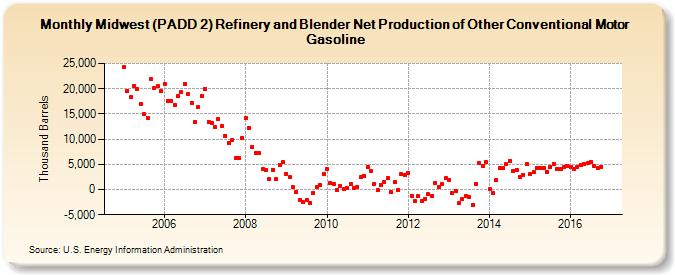 Monthly Midwest (PADD 2) Refinery and Blender Net Production of Other Conventional Motor
Gasoline
Thousand Barrels
25,000
20,000
15,000
10,000
5,000
0
-5,000
2006 2008 2010 2012 2014 2016
Source: U.S. Energy Information Administration